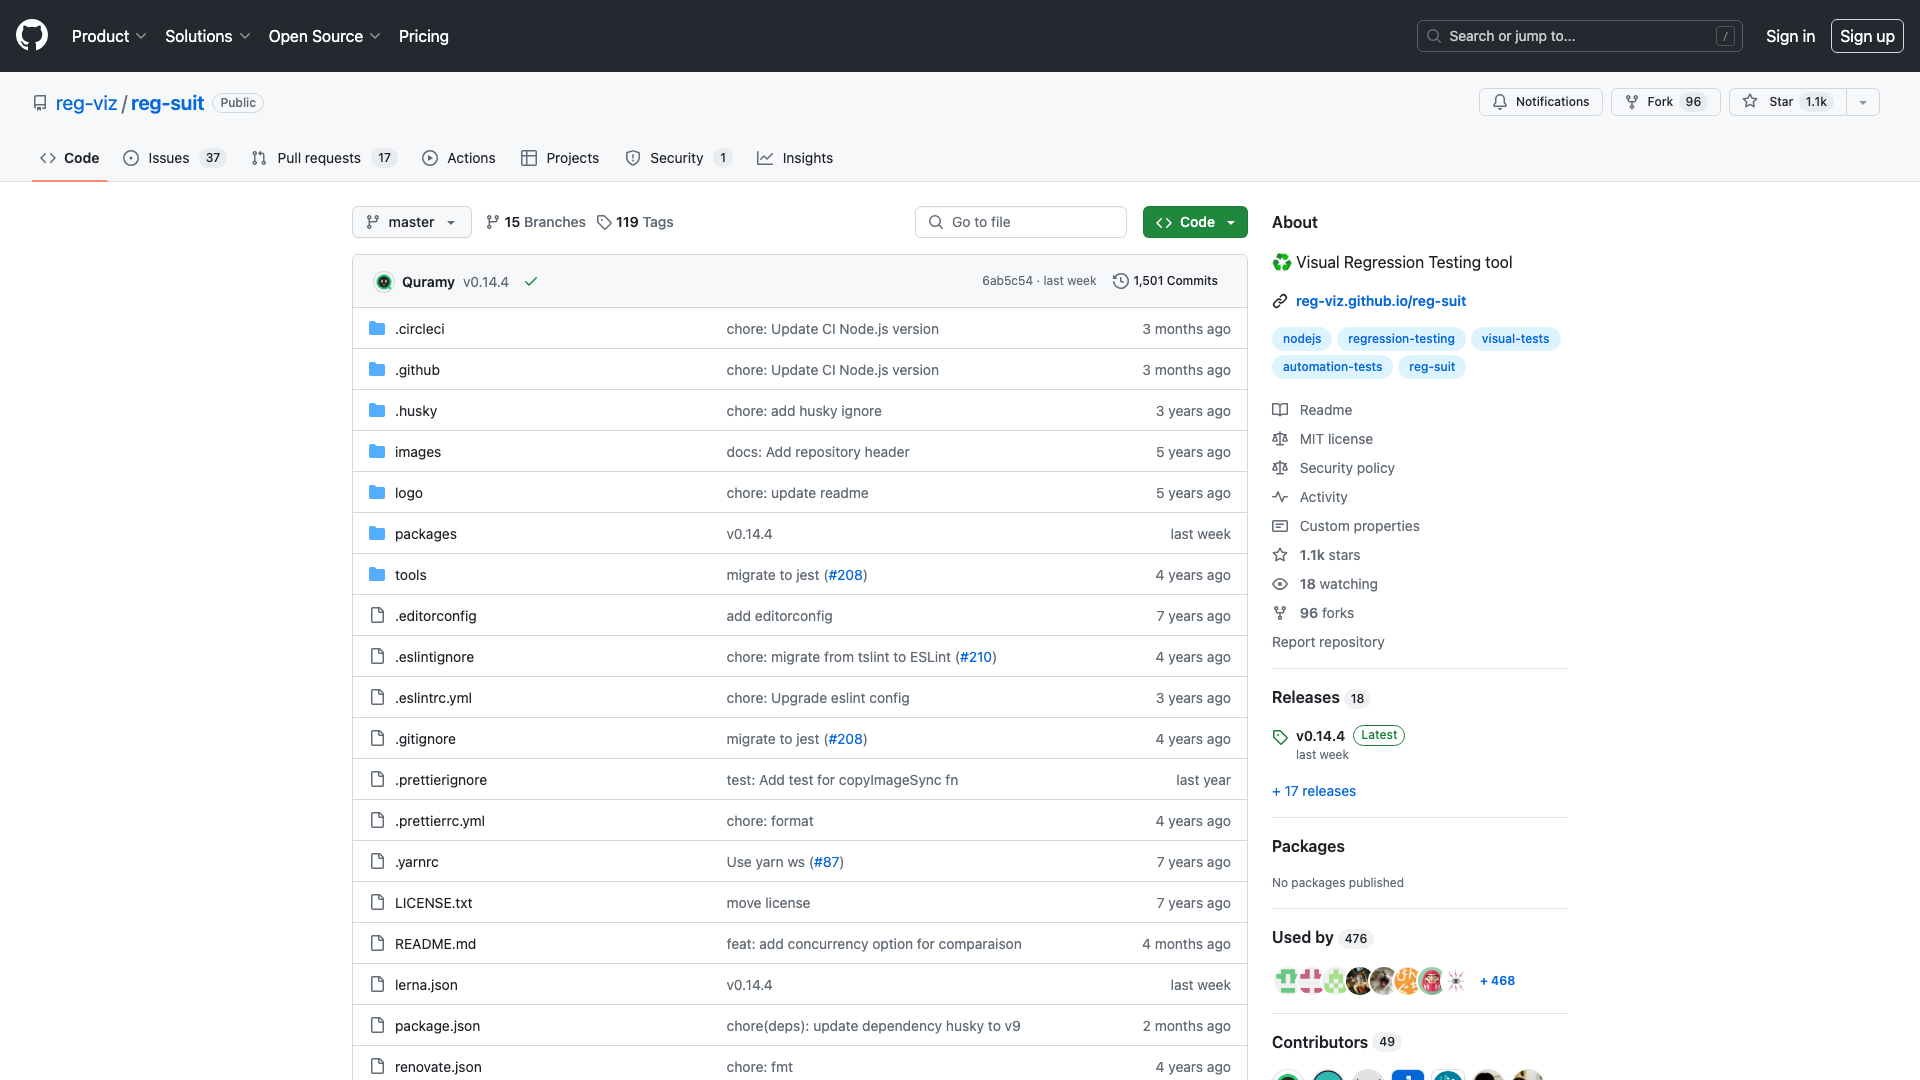 Product Solutions Open Source Pricing Search or jump to... / Sign in Sign up
reg-viz / reg-suit Public Notifications Fork 96 Star 1.1k
Code Issues 37 Pull requests 17 Actions Projects Security 1 Insights
master 15 Branches 119 Tags Go to file Code
Quramy v0.14.4 6ab5c54 · last week 1,501 Commits
.circleci chore: Update CI Node.js version 3 months ago
.github chore: Update CI Node.js version 3 months ago
.husky chore: add husky ignore 3 years ago
images docs: Add repository header 5 years ago
logo chore: update readme 5 years ago
packages v0.14.4 last week
tools migrate to jest (#208) 4 years ago
.editorconfig add editorconfig 7 years ago
.eslintignore chore: migrate from tslint to ESLint (#210) 4 years ago
.eslintrc.yml chore: Upgrade eslint config 3 years ago
.gitignore migrate to jest (#208) 4 years ago
.prettierignore test: Add test for copyImageSync fn last year
.prettierrc.yml chore: format 4 years ago
.yarnrc Use yarn ws (#87) 7 years ago
LICENSE.txt move license 7 years ago
README.md feat: add concurrency option for comparaison 4 months ago
lerna.json v0.14.4 last week
package.json chore(deps): update dependency husky to v9 2 months ago
renovate.json chore: fmt 4 years ago
About
Visual Regression Testing tool
reg-viz.github.io/reg-suit
nodejs regression-testing visual-tests
automation-tests reg-suit
Readme
MIT license
Security policy
Activity
Custom properties
1.1k stars
18 watching
96 forks
Report repository
Releases 18
v0.14.4 Latest
last week
+ 17 releases
Packages
No packages published
Used by 476
+ 468
Contributors 49